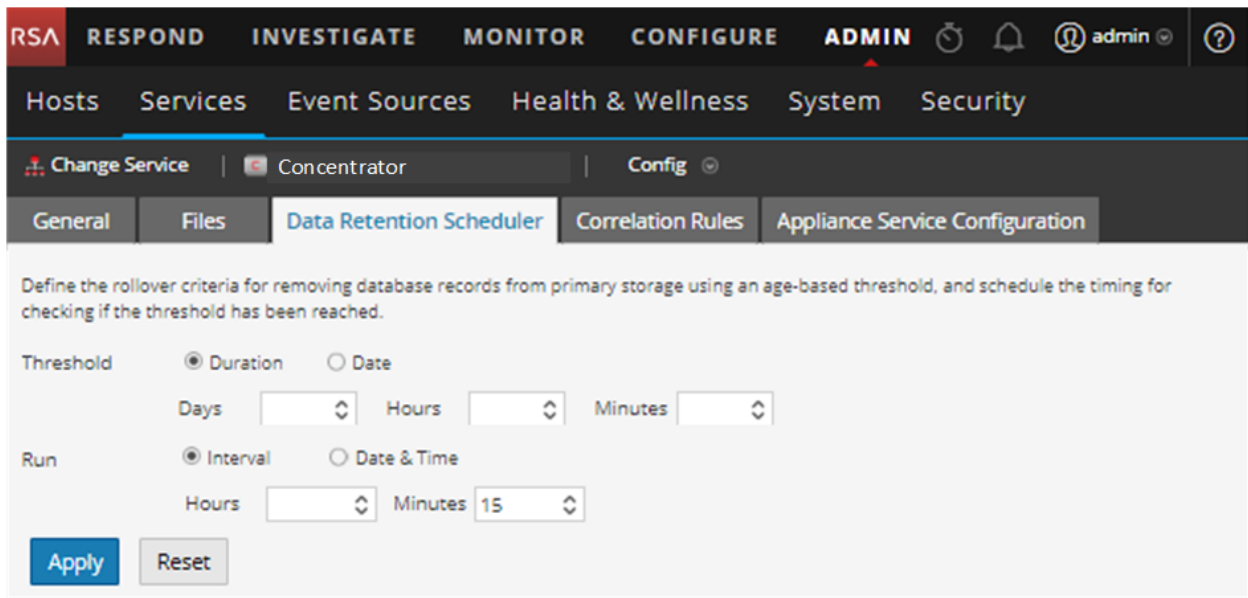 RSA RESPOND INVESTIGATE MONITOR CONFIGURE ADMIN admin ?
Hosts Services Event Sources Health & Wellness System Security
Change Service | C Concentrator | Config
General Files Data Retention Scheduler Correlation Rules Appliance Service Configuration
Define the rollover criteria for removing database records from primary storage using an age-based threshold, and schedule the timing for
checking if the threshold has been reached.
Threshold Duration Date
Days Hours Minutes
Run Interval Date & Time
Hours Minutes 15
Apply Reset